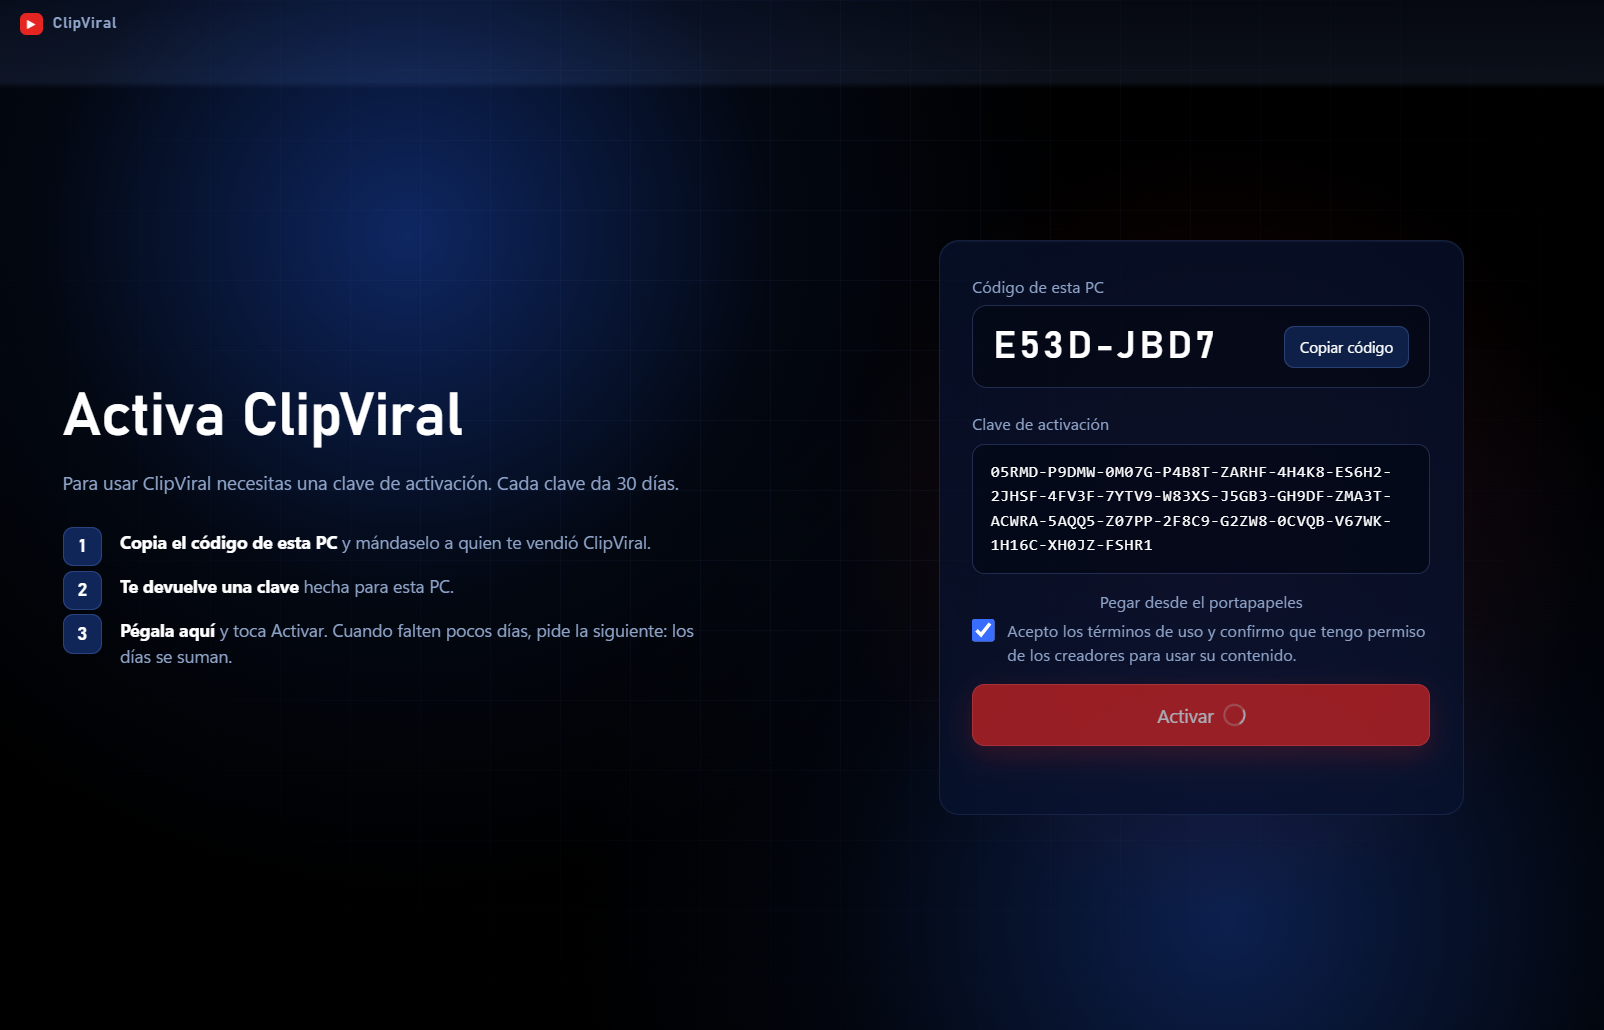 ClipViral
Activa ClipViral
Para usar ClipViral necesitas una clave de activación. Cada clave da 30 días.
1 Copia el código de esta PC y mándaselo a quien te vendió ClipViral.
2 Te devuelve una clave hecha para esta PC.
3 Pégala aquí y toca Activar. Cuando falten pocos días, pide la siguiente: los
días se suman.
Código de esta PC
E53D-JBD7 Copiar código
Clave de activación
05RMD-P9DMW-0M07G-P4B8T-ZARHF-4H4K8-ES6H2-
2JHSF-4FV3F-7YTV9-W83XS-J5GB3-GH9DF-ZMA3T-
ACWRA-5AQQ5-Z07PP-2F8C9-G2ZW8-0CVQB-V67WK-
1H16C-XH0JZ-FSHR1
Pegar desde el portapapeles
Acepto los términos de uso y confirmo que tengo permiso
de los creadores para usar su contenido.
Activar